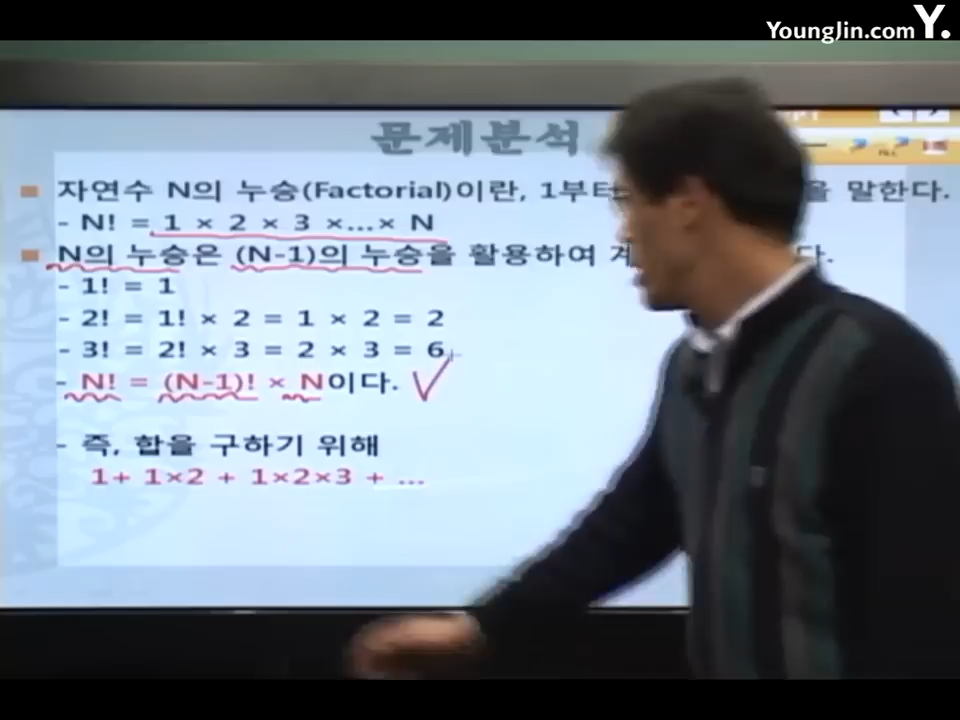 YoungJin.com Y.
문제분석
자연수 N의 누승(Factorial)이란, 1부터 을 말한다.
- N! = 1 × 2 × 3 ×...× N
N의 누승은 (N-1)의 누승을 활용하여 다.
- 1! = 1
- 2! = 1! × 2 = 1 × 2 = 2
- 3! = 2! × 3 = 2 × 3 = 6
- N! = (N-1)! × N이다.
- 즉, 합을 구하기 위해
1+ 1×2 + 1×2×3 + ...